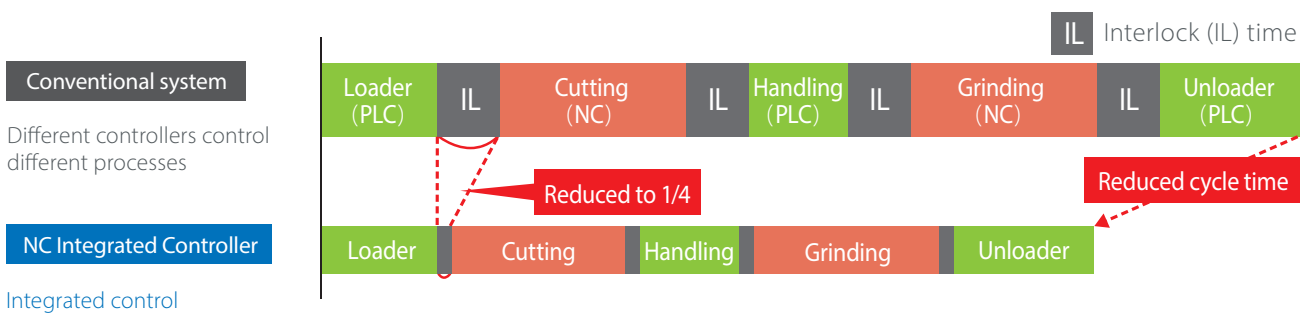 IL Interlock (IL) time
Conventional system
Loader
(PLC)
IL
Cutting
(NC)
IL
Handling
(PLC)
IL
Grinding
(NC)
IL
Unloader
(PLC)
Different controllers control
different processes
Reduced to 1/4
Reduced cycle time
NC Integrated Controller
Loader
Cutting
Handling
Grinding
Unloader
Integrated control